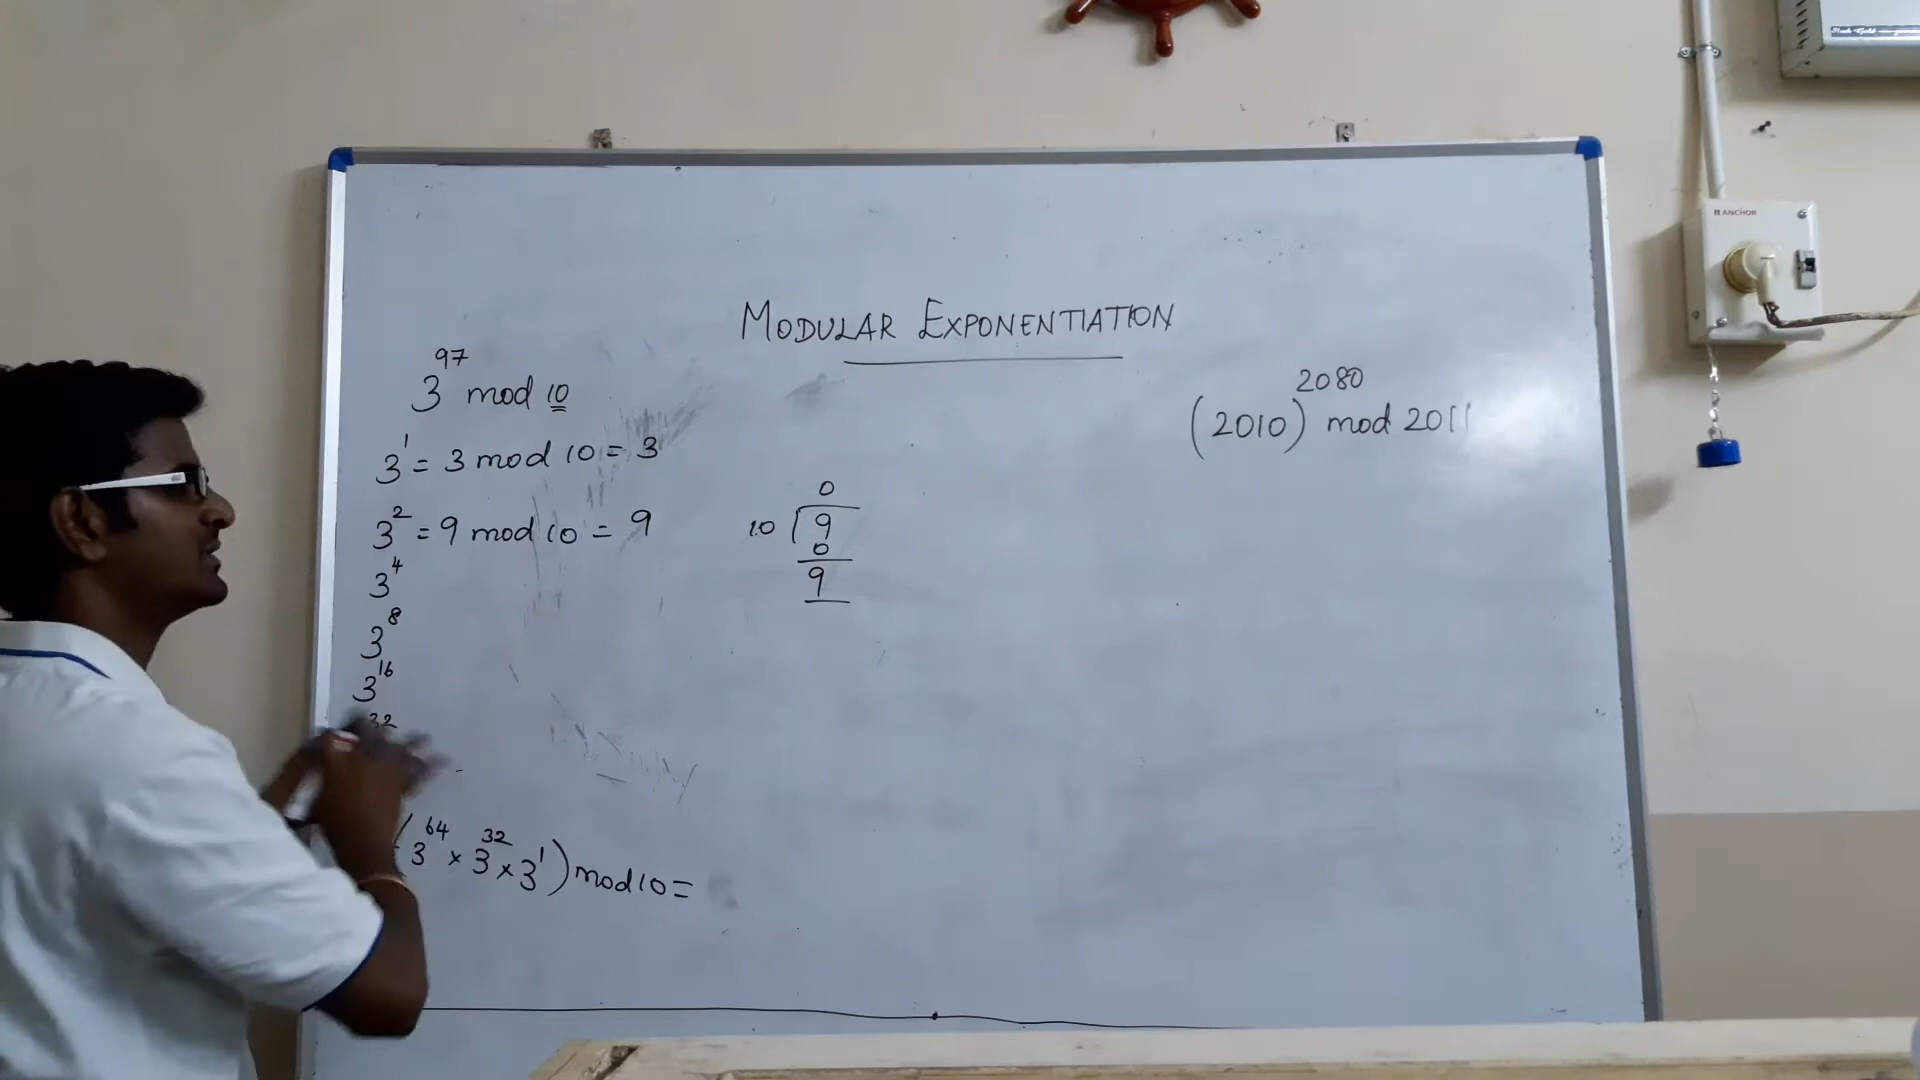 MODULAR EXPONENTIATION
3^97 mod 10
3^1 = 3 mod 10 = 3
3^2 = 9 mod 10 = 9
3^4
3^8
3^16
32
(3^64 × 3^32 × 3^1) mod 10 =
0
10 9
0
9
(2010)^2080 mod 2011
ANCHOR